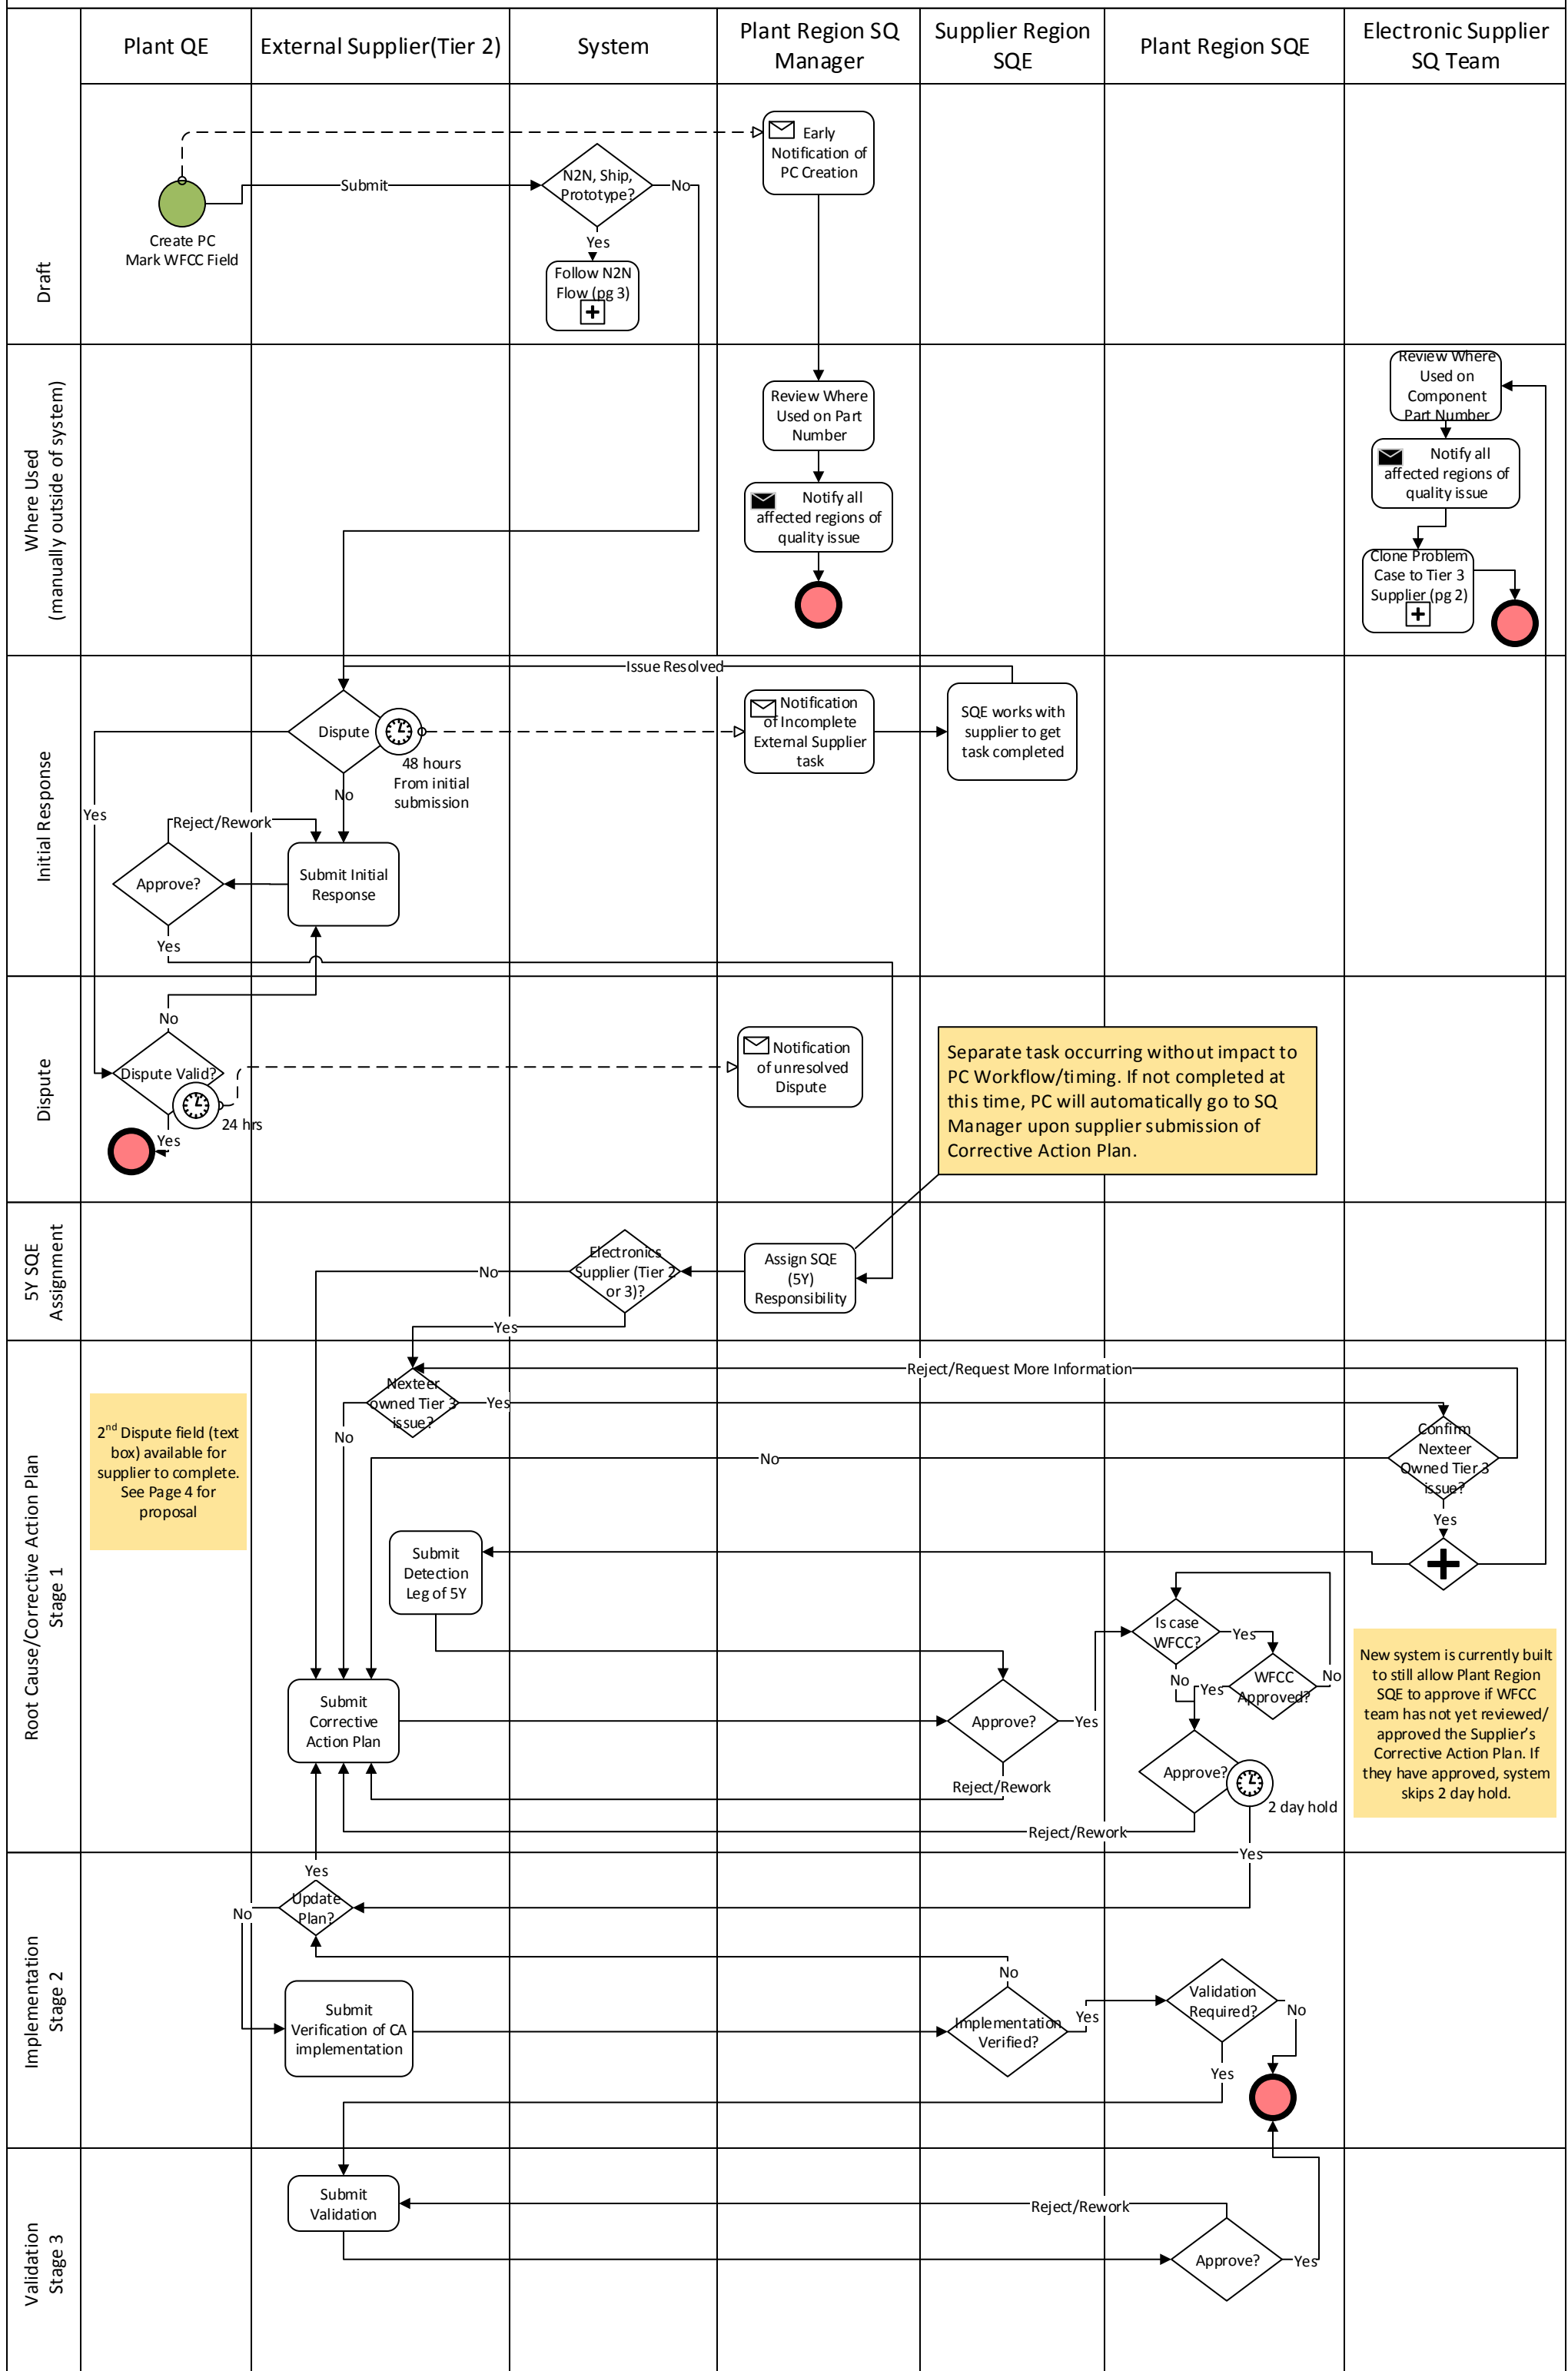 Plant QE
External Supplier(Tier 2)
System
Plant Region SQ
Manager
Supplier Region
SQE
Plant Region SQE
Electronic Supplier
SQ Team
Draft
Create PC
Mark WFCC Field
Submit
N2N, Ship,
Prototype?
No
Yes
Follow N2N
Flow (pg 3)
Early
Notification of
PC Creation
Where Used
(manually outside of system)
Review Where
Used on Part
Number
Notify all
affected regions of
quality issue
Review Where
Used on
Component
Part Number
Notify all
affected regions of
quality issue
Clone Problem
Case to Tier 3
Supplier (pg 2)
Initial Response
Issue Resolved
Dispute
48 hours
From initial
submission
No
Yes
Notification
of Incomplete
External Supplier
task
SQE works with
supplier to get
task completed
Reject/Rework
Approve?
Submit Initial
Response
Yes
Dispute
No
Dispute Valid?
24 hrs
Yes
Notification
of unresolved
Dispute
Separate task occurring without impact to
PC Workflow/timing. If not completed at
this time, PC will automatically go to SQ
Manager upon supplier submission of
Corrective Action Plan.
5Y SQE
Assignment
No
Electronics
Supplier (Tier 2
or 3)?
Yes
Assign SQE
(5Y)
Responsibility
Root Cause/Corrective Action Plan
Stage 1
2nd Dispute field (text
box) available for
supplier to complete.
See Page 4 for
proposal
Nexteer
owned Tier 3
issue?
Yes
No
Reject/Request More Information
No
Confirm
Nexteer
Owned Tier 3
issue?
Yes
Submit
Detection
Leg of 5Y
Submit
Corrective
Action Plan
Approve?
Yes
Reject/Rework
Is case
WFCC?
Yes
No
WFCC
Approved?
Yes
No
Approve?
2 day hold
Reject/Rework
Yes
New system is currently built
to still allow Plant Region
SQE to approve if WFCC
team has not yet reviewed/
approved the Supplier’s
Corrective Action Plan. If
they have approved, system
skips 2 day hold.
Implementation
Stage 2
Yes
Update
Plan?
No
Submit
Verification of CA
implementation
No
Implementation
Verified?
Yes
Validation
Required?
No
Yes
Validation
Stage 3
Submit
Validation
Reject/Rework
Approve?
Yes